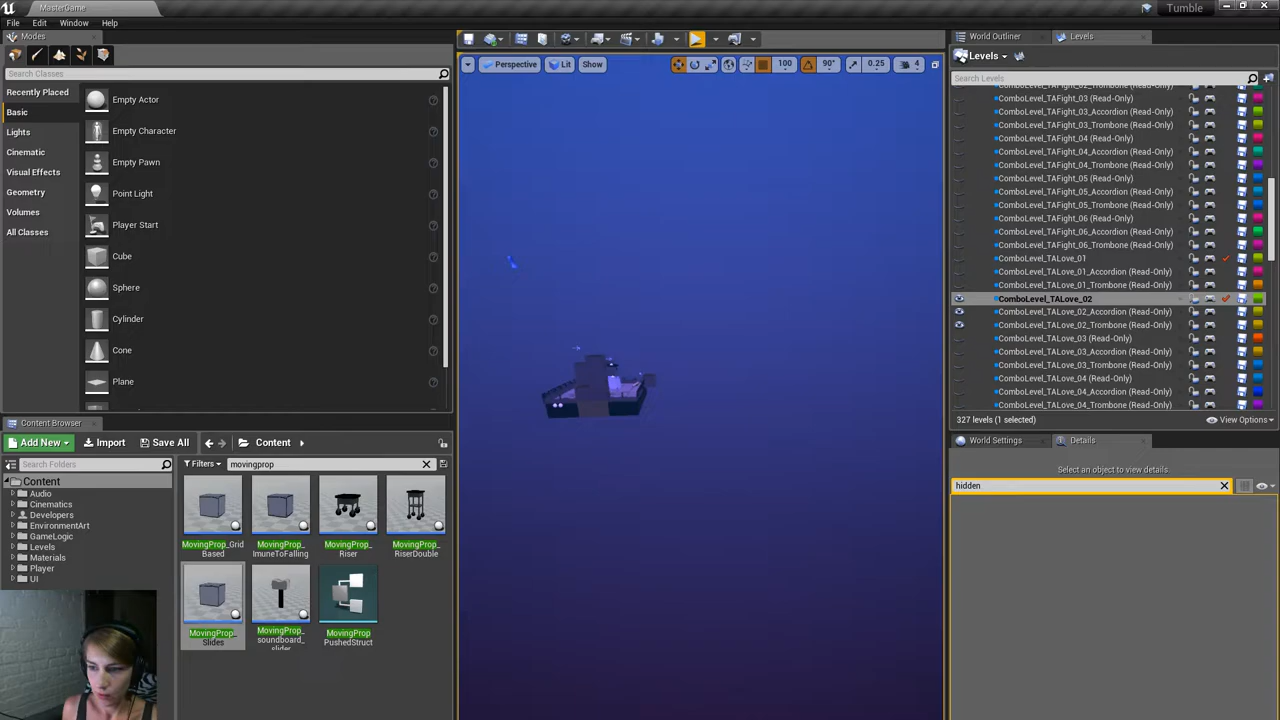 MasterGame
Tumble
File Edit Window Help
Modes
World Outliner Levels
Levels
Search Classes
Search Levels
Recently Placed
Basic
Lights
Cinematic
Visual Effects
Geometry
Volumes
All Classes
Empty Actor
Empty Character
Empty Pawn
Point Light
Player Start
Cube
Sphere
Cylinder
Cone
Plane
Perspective Lit Show 100 90° 0.25 4
ComboLevel_TAFight_02_Trombone (Read-Only)
ComboLevel_TAFight_03 (Read-Only)
ComboLevel_TAFight_03_Accordion (Read-Only)
ComboLevel_TAFight_03_Trombone (Read-Only)
ComboLevel_TAFight_04 (Read-Only)
ComboLevel_TAFight_04_Accordion (Read-Only)
ComboLevel_TAFight_04_Trombone (Read-Only)
ComboLevel_TAFight_05 (Read-Only)
ComboLevel_TAFight_05_Accordion (Read-Only)
ComboLevel_TAFight_05_Trombone (Read-Only)
ComboLevel_TAFight_06 (Read-Only)
ComboLevel_TAFight_06_Accordion (Read-Only)
ComboLevel_TAFight_06_Trombone (Read-Only)
ComboLevel_TALove_01
ComboLevel_TALove_01_Accordion (Read-Only)
ComboLevel_TALove_01_Trombone (Read-Only)
ComboLevel_TALove_02
ComboLevel_TALove_02_Accordion (Read-Only)
ComboLevel_TALove_02_Trombone (Read-Only)
ComboLevel_TALove_03 (Read-Only)
ComboLevel_TALove_03_Accordion (Read-Only)
ComboLevel_TALove_03_Trombone (Read-Only)
ComboLevel_TALove_04 (Read-Only)
ComboLevel_TALove_04_Accordion (Read-Only)
ComboLevel_TALove_04_Trombone (Read-Only)
327 levels (1 selected) View Options
Content Browser
Add New Import Save All Content
Search Folders
Filters movingprop
Content
Audio
Cinematics
Developers
EnvironmentArt
GameLogic
Levels
Materials
Player
UI
MovingProp_Grid
Based
MovingProp_
ImuneToFalling
MovingProp_
Riser
MovingProp_
RiserDouble
MovingProp_
Slides
MovingProp_
soundboard_
slider
MovingProp
PushedStruct
World Settings Details
Select an object to view details
hidden